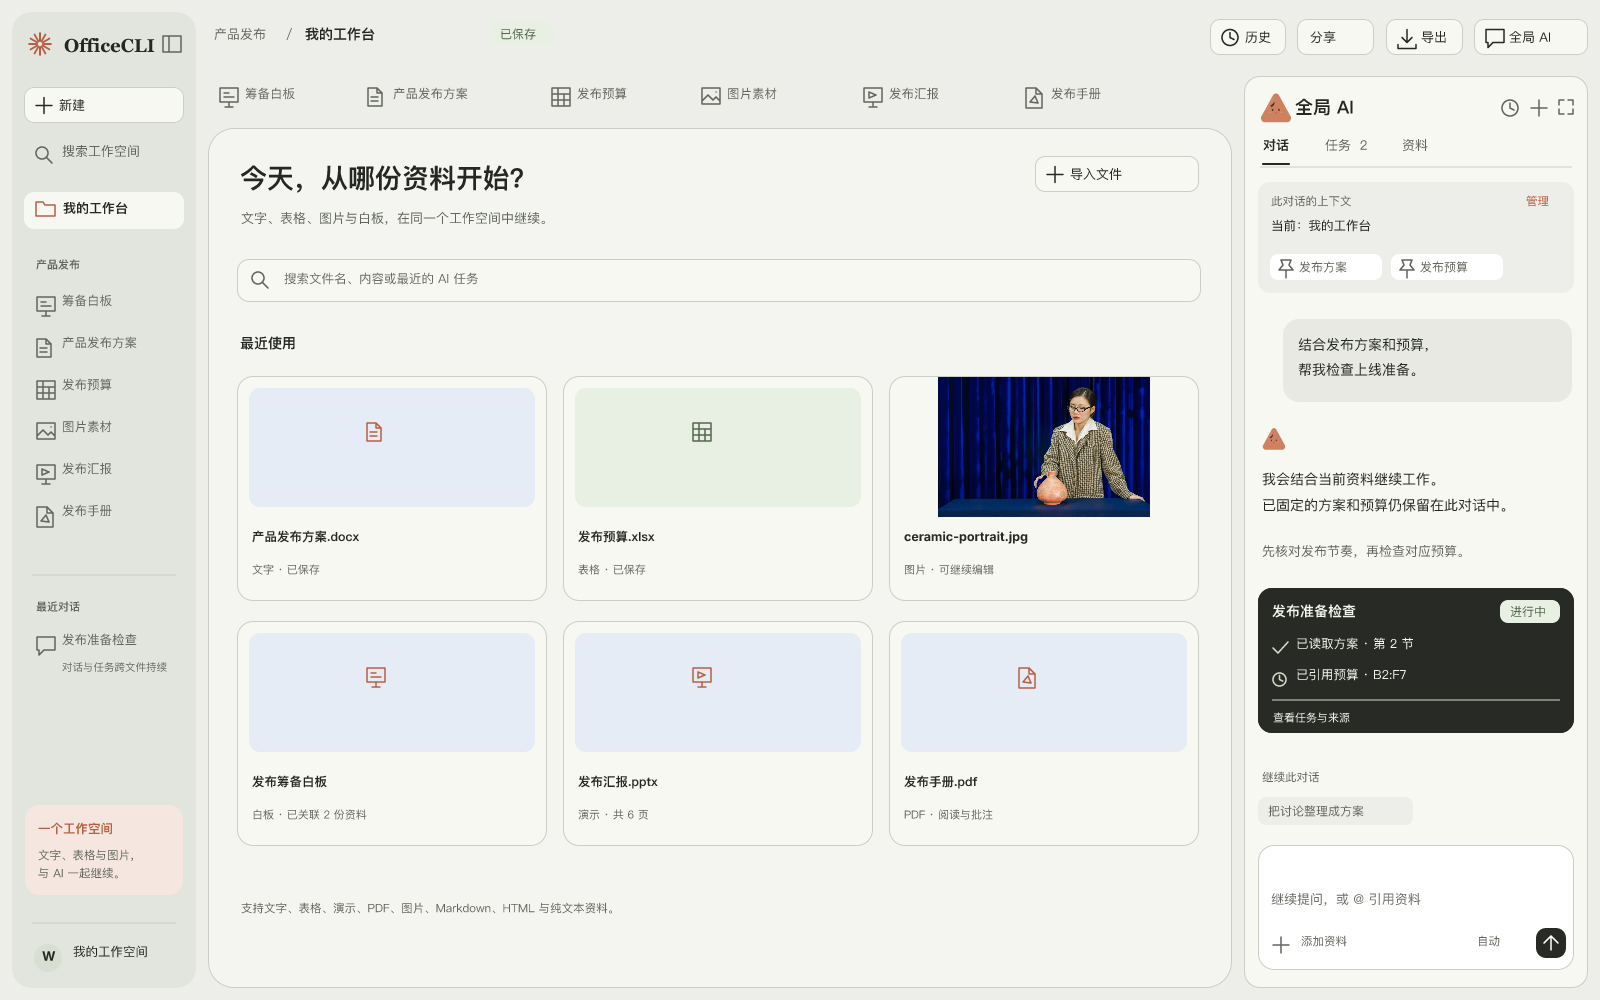 OfficeCLI
新建
搜索工作空间
我的工作台
产品发布
筹备白板
产品发布方案
发布预算
图片素材
发布汇报
发布手册
最近对话
发布准备检查
对话与任务跨文件持续
一个工作空间
文字、表格与图片，
与 AI 一起继续。
W 我的工作空间
产品发布 / 我的工作台 已保存
历史 分享 导出 全局 AI
筹备白板 产品发布方案 发布预算 图片素材 发布汇报 发布手册
今天，从哪份资料开始？
导入文件
文字、表格、图片与白板，在同一个工作空间中继续。
搜索文件名、内容或最近的 AI 任务
最近使用
产品发布方案.docx
文字 · 已保存
发布预算.xlsx
表格 · 已保存
ceramic-portrait.jpg
图片 · 可继续编辑
发布筹备白板
白板 · 已关联 2 份资料
发布汇报.pptx
演示 · 共 6 页
发布手册.pdf
PDF · 阅读与批注
支持文字、表格、演示、PDF、图片、Markdown、HTML 与纯文本资料。
全局 AI
对话 任务 2 资料
此对话的上下文 管理
当前：我的工作台
发布方案 发布预算
结合发布方案和预算，
帮我检查上线准备。
我会结合当前资料继续工作。
已固定的方案和预算仍保留在此对话中。
先核对发布节奏，再检查对应预算。
发布准备检查 进行中
已读取方案 · 第 2 节
已引用预算 · B2:F7
查看任务与来源
继续此对话
把讨论整理成方案
继续提问，或 @ 引用资料
添加资料 自动